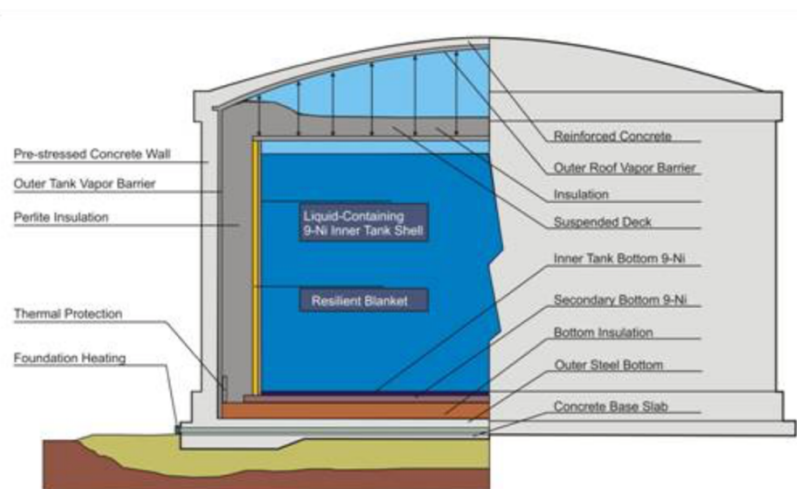 Pre-stressed Concrete Wall
Outer Tank Vapor Barrier
Perlite Insulation
Thermal Protection
Foundation Heating
Liquid-Containing
9-Ni Inner Tank Shell
Resilient Blanket
Reinforced Concrete
Outer Roof Vapor Barrier
Insulation
Suspended Deck
Inner Tank Bottom 9-Ni
Secondary Bottom 9-Ni
Bottom Insulation
Outer Steel Bottom
Concrete Base Slab